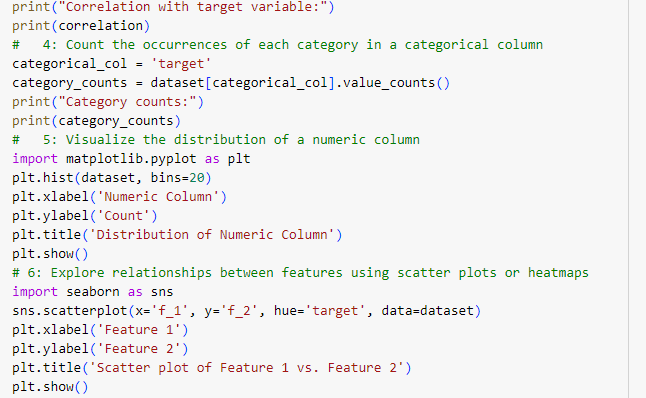 print("Correlation with target variable:")
print(correlation)
#   4: Count the occurrences of each category in a categorical column
categorical_col = 'target'
category_counts = dataset[categorical_col].value_counts()
print("Category counts:")
print(category_counts)
#   5: Visualize the distribution of a numeric column
import matplotlib.pyplot as plt
plt.hist(dataset, bins=20)
plt.xlabel('Numeric Column')
plt.ylabel('Count')
plt.title('Distribution of Numeric Column')
plt.show()
# 6: Explore relationships between features using scatter plots or heatmaps
import seaborn as sns
sns.scatterplot(x='f_1', y='f_2', hue='target', data=dataset)
plt.xlabel('Feature 1')
plt.ylabel('Feature 2')
plt.title('Scatter plot of Feature 1 vs. Feature 2')
plt.show()